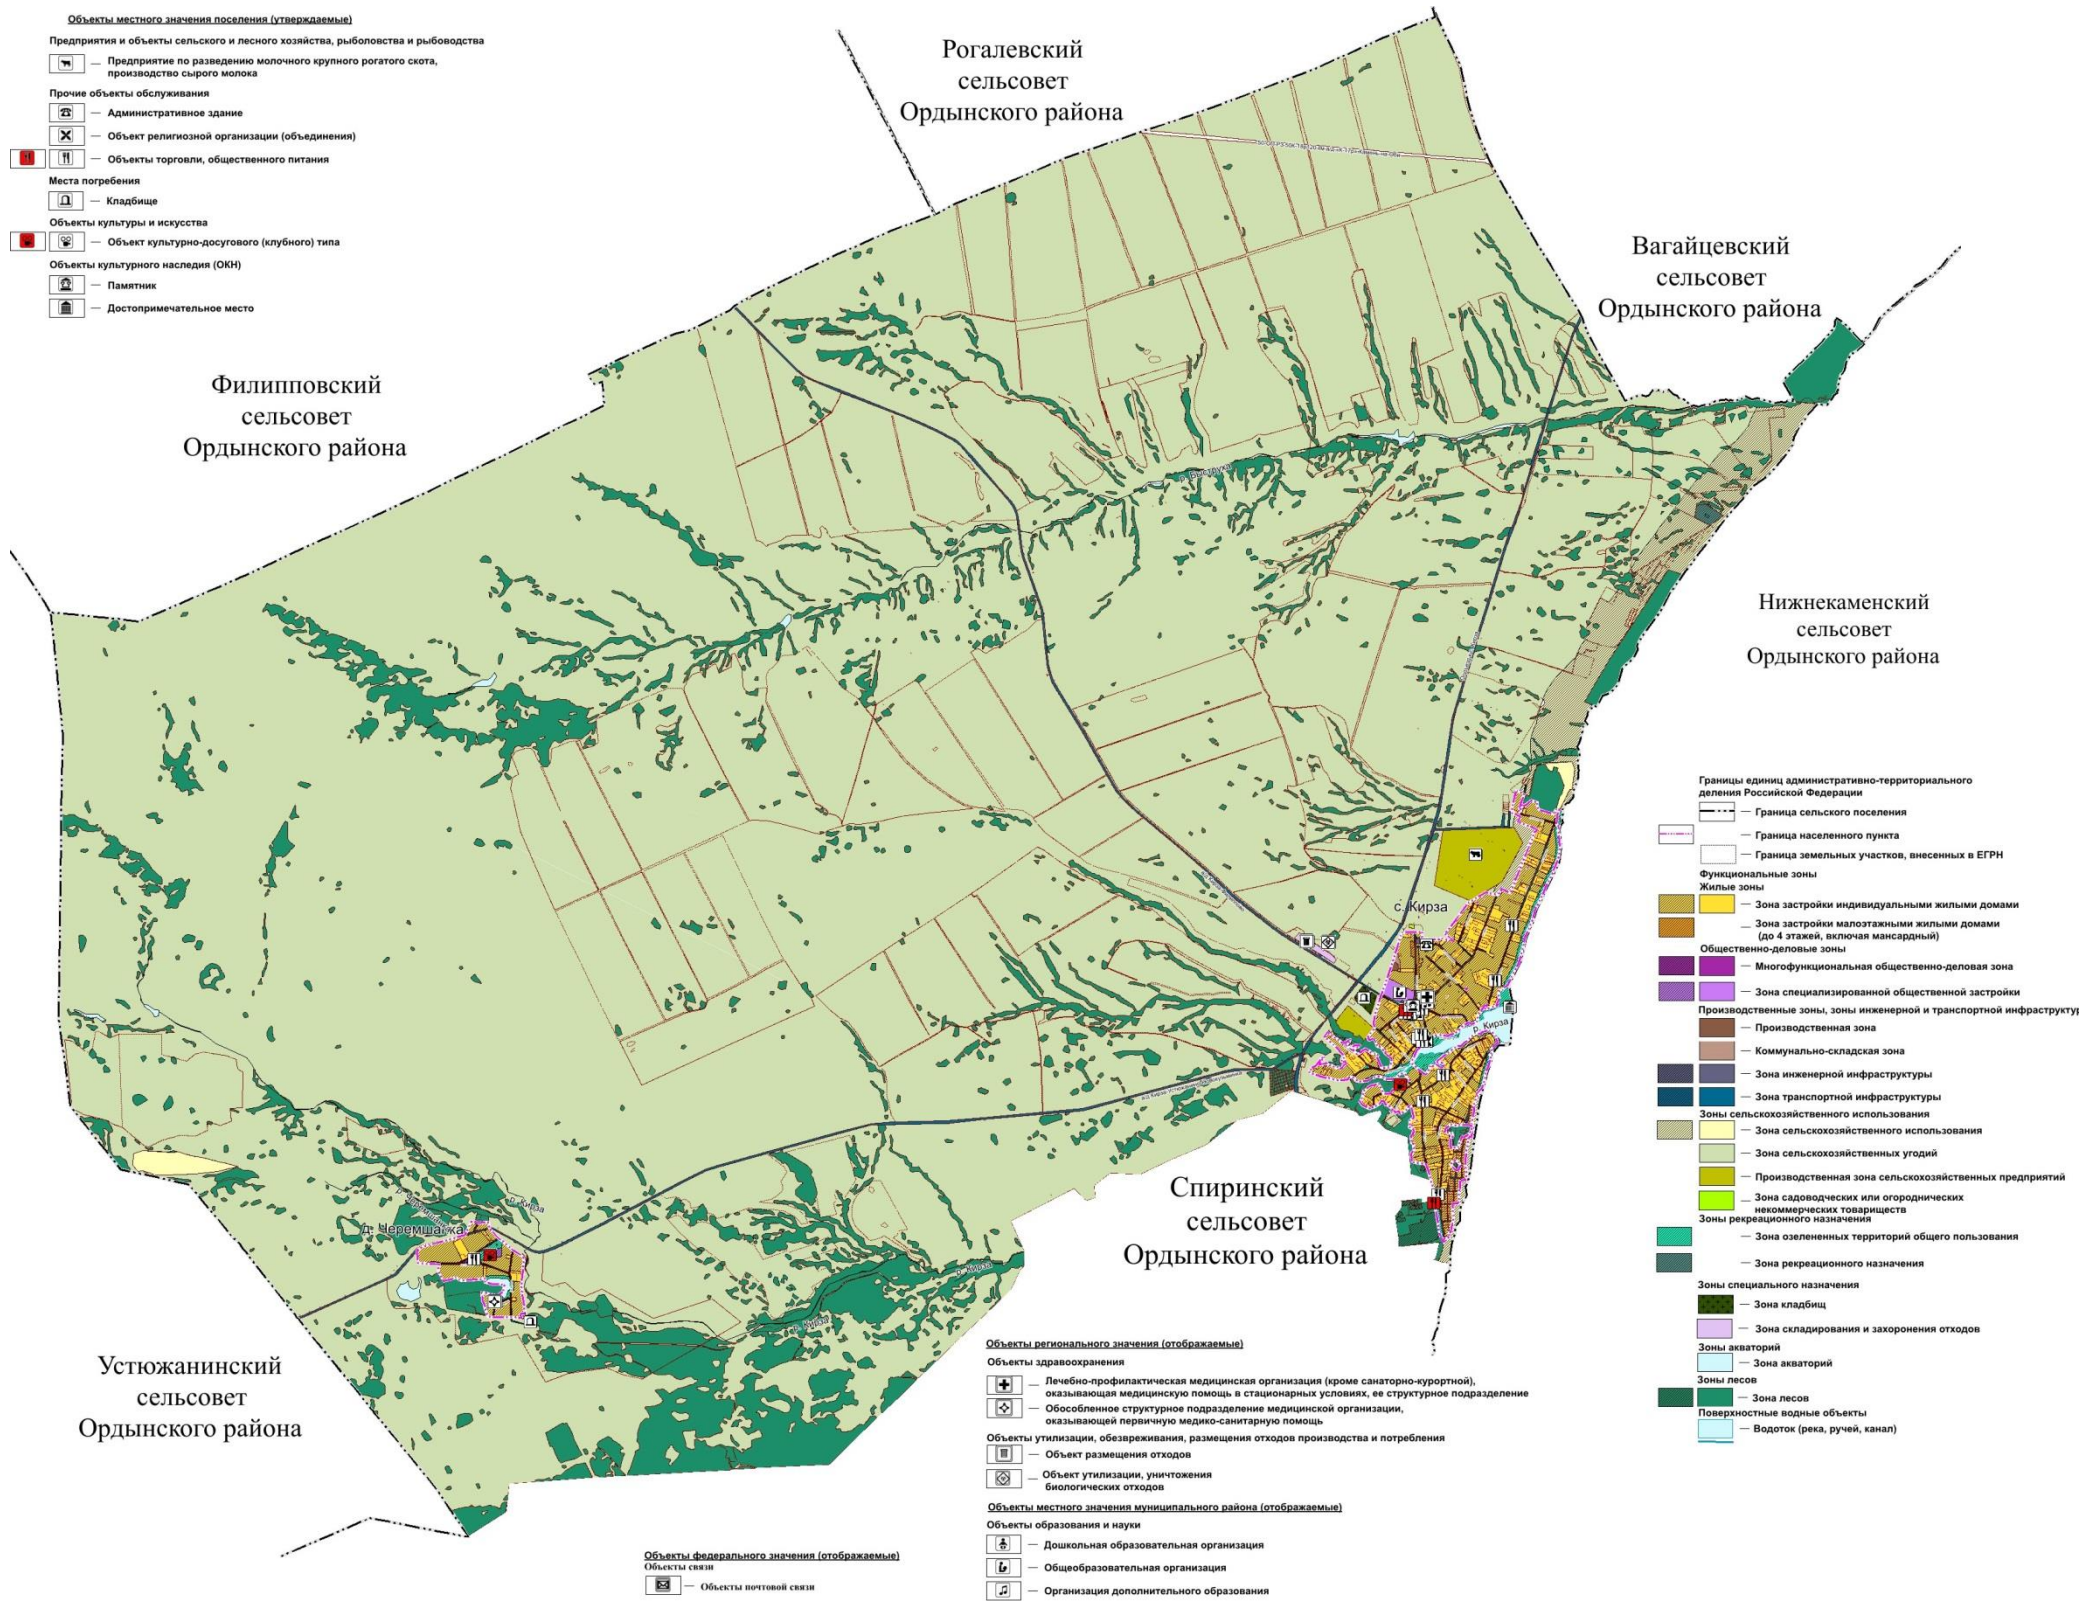 Объекты местного значения поселения (утверждаемые)
Предприятия и объекты сельского и лесного хозяйства, рыболовства и рыбоводства
— Предприятие по разведению молочного крупного рогатого скота,
производство сырого молока
Прочие объекты обслуживания
— Административное здание
— Объект религиозной организации (объединения)
— Объекты торговли, общественного питания
Места погребения
— Кладбище
Объекты культуры и искусства
— Объект культурно-досугового (клубного) типа
Объекты культурного наследия (ОКН)
— Памятник
— Достопримечательное место
Рогалевский
сельсовет
Ордынского района
Вагайцевский
сельсовет
Ордынского района
Филипповский
сельсовет
Ордынского района
р. Быструха
Нижнекаменский
сельсовет
Ордынского района
с. Кирза
р. Кирза
д. Черемшанка
р. Кирза
р. Кирза
р. Кирза
Спиринский
сельсовет
Ордынского района
Устюжанинский
сельсовет
Ордынского района
Границы единиц административно-территориального
деления Российской Федерации
— Граница сельского поселения
— Граница населенного пункта
— Граница земельных участков, внесенных в ЕГРН
Функциональные зоны
Жилые зоны
— Зона застройки индивидуальными жилыми домами
— Зона застройки малоэтажными жилыми домами
(до 4 этажей, включая мансардный)
Общественно-деловые зоны
— Многофункциональная общественно-деловая зона
— Зона специализированной общественной застройки
Производственные зоны, зоны инженерной и транспортной инфраструктур
— Производственная зона
— Коммунально-складская зона
— Зона инженерной инфраструктуры
— Зона транспортной инфраструктуры
Зоны сельскохозяйственного использования
— Зона сельскохозяйственного использования
— Зона сельскохозяйственных угодий
— Производственная зона сельскохозяйственных предприятий
— Зона садоводческих или огороднических
некоммерческих товариществ
Зоны рекреационного назначения
— Зона озелененных территорий общего пользования
— Зона рекреационного назначения
Зоны специального назначения
— Зона кладбищ
— Зона складирования и захоронения отходов
Зоны акваторий
— Зона акваторий
Зоны лесов
— Зона лесов
Поверхностные водные объекты
— Водоток (река, ручей, канал)
Объекты регионального значения (отображаемые)
Объекты здравоохранения
— Лечебно-профилактическая медицинская организация (кроме санаторно-курортной),
оказывающая медицинскую помощь в стационарных условиях, ее структурное подразделение
— Обособленное структурное подразделение медицинской организации,
оказывающей первичную медико-санитарную помощь
Объекты утилизации, обезвреживания, размещения отходов производства и потребления
— Объект размещения отходов
— Объект утилизации, уничтожения
биологических отходов
Объекты местного значения муниципального района (отображаемые)
Объекты образования и науки
— Дошкольная образовательная организация
— Общеобразовательная организация
— Организация дополнительного образования
Объекты федерального значения (отображаемые)
Объекты связи
— Объекты почтовой связи